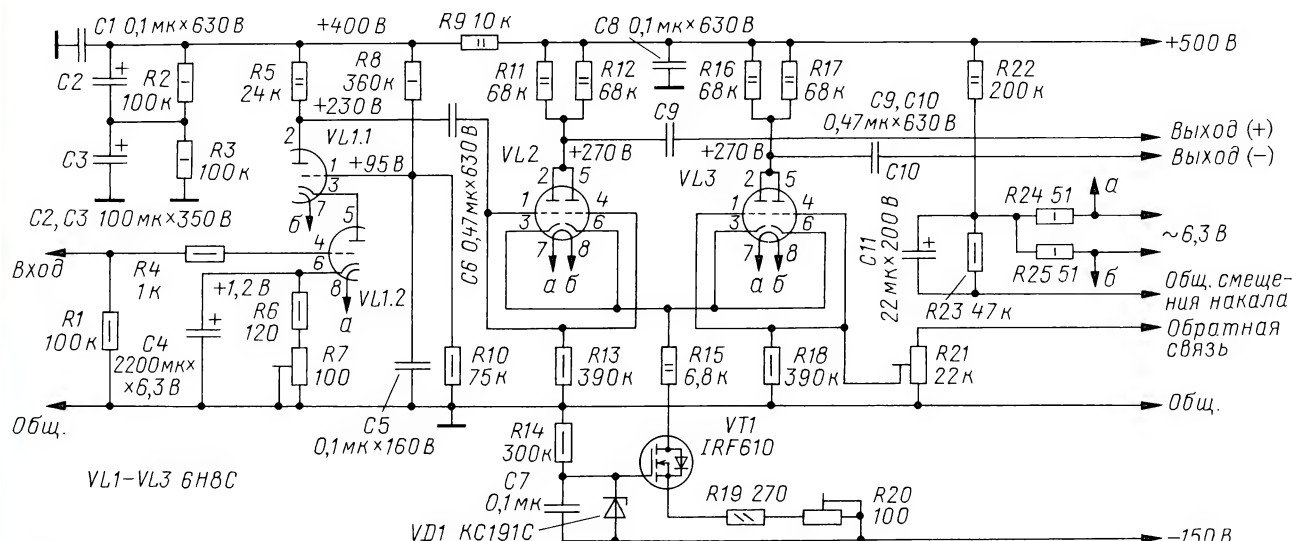 C1 0,1мк×630В
+400В
R9 10к
C8 0,1мк×630В
+500В
C2
R2
100к
R5
24к
R8
360к
R11
68к
R12
68к
R16
68к
R17
68к
R22
200к
+230В
C9
C9, C10
0,47мк×630В
2
VL1.1
C3
R3
100к
1
+95В
3
7
б
5
VL2
+270В
+270В
VL3
C10
Выход (+)
Выход (−)
2
5
2
5
1
4
3
6
7
8
а
б
1
4
3
6
7
8
а
б
C2, C3 100мк×350В
C6 0,47мк×630В
R24 51
а
~6,3В
R25 51
б
C11
22мк×200В
R23 47к
Общ. смеще-
ния накала
Вход
R4
1к
4
6
8
VL1.2
а
+1,2В
R6
120
R1
100к
C4
2200мк×
×6,3В
R7
100
R10
75к
R13
390к
R15
6,8к
R18
390к
R21
22к
Обратная
связь
Общ.
C5
0,1мк×160В
Общ.
R14
300к
VT1
IRF610
VL1–VL3 6Н8С
C7
0,1мк
R19 270
R20
100
VD1 КС191С
−150В